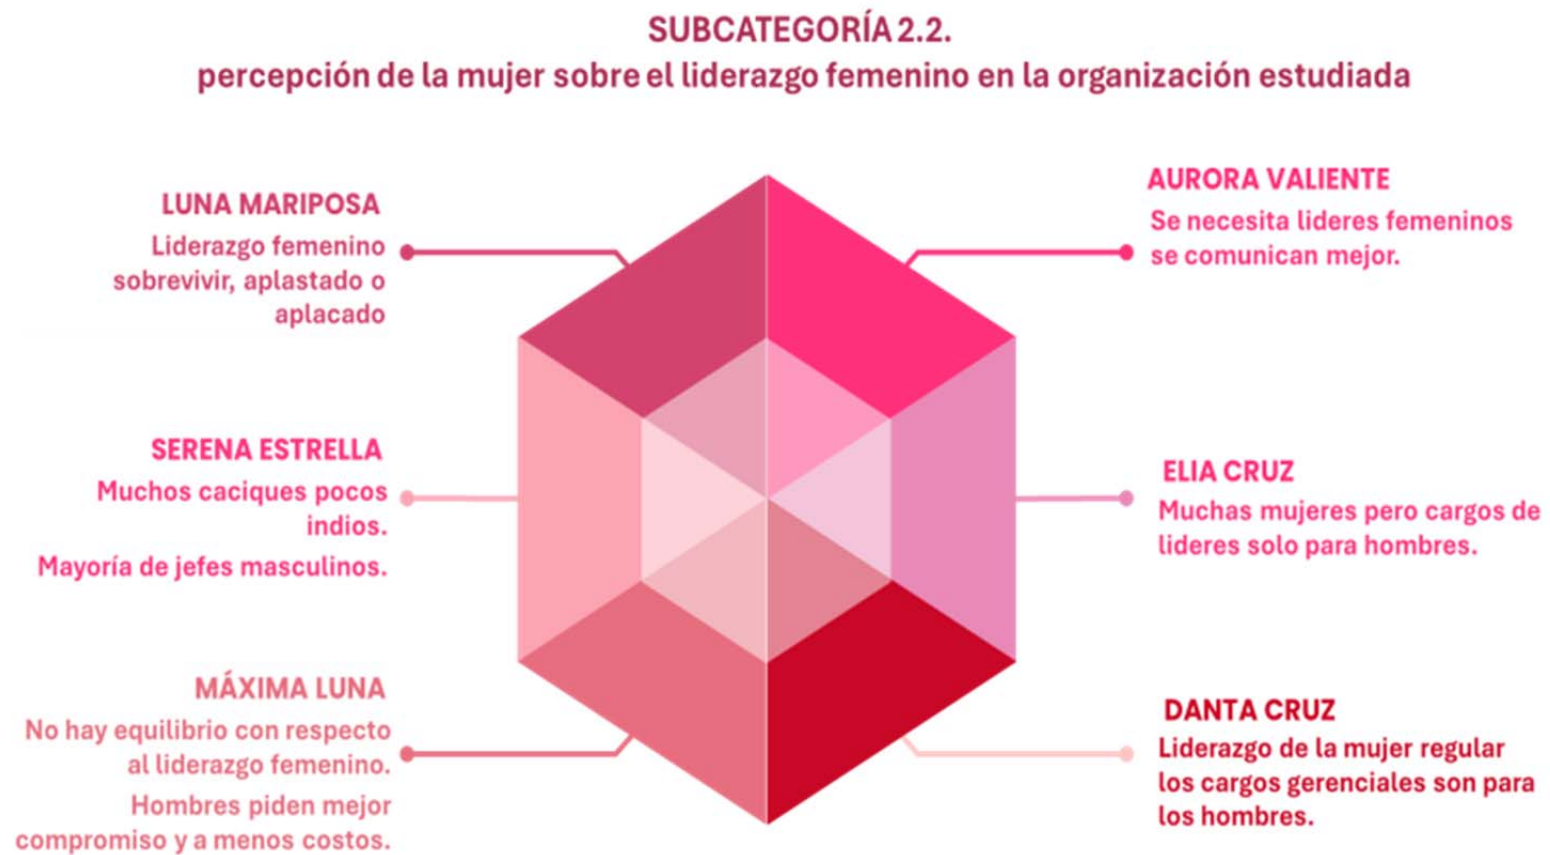 SUBCATEGORÍA 2.2.
percepción de la mujer sobre el liderazgo femenino en la organización estudiada
LUNA MARIPOSA
Liderazgo femenino
sobrevivir, aplastado o
aplacado
AURORA VALIENTE
Se necesita lideres femeninos
se comunican mejor.
SERENA ESTRELLA
Muchos caciques pocos
indios.
Mayoría de jefes masculinos.
ELIA CRUZ
Muchas mujeres pero cargos de
lideres solo para hombres.
MÁXIMA LUNA
No hay equilibrio con respecto
al liderazgo femenino.
Hombres piden mejor
compromiso y a menos costos.
DANTA CRUZ
Liderazgo de la mujer regular
los cargos gerenciales son para
los hombres.